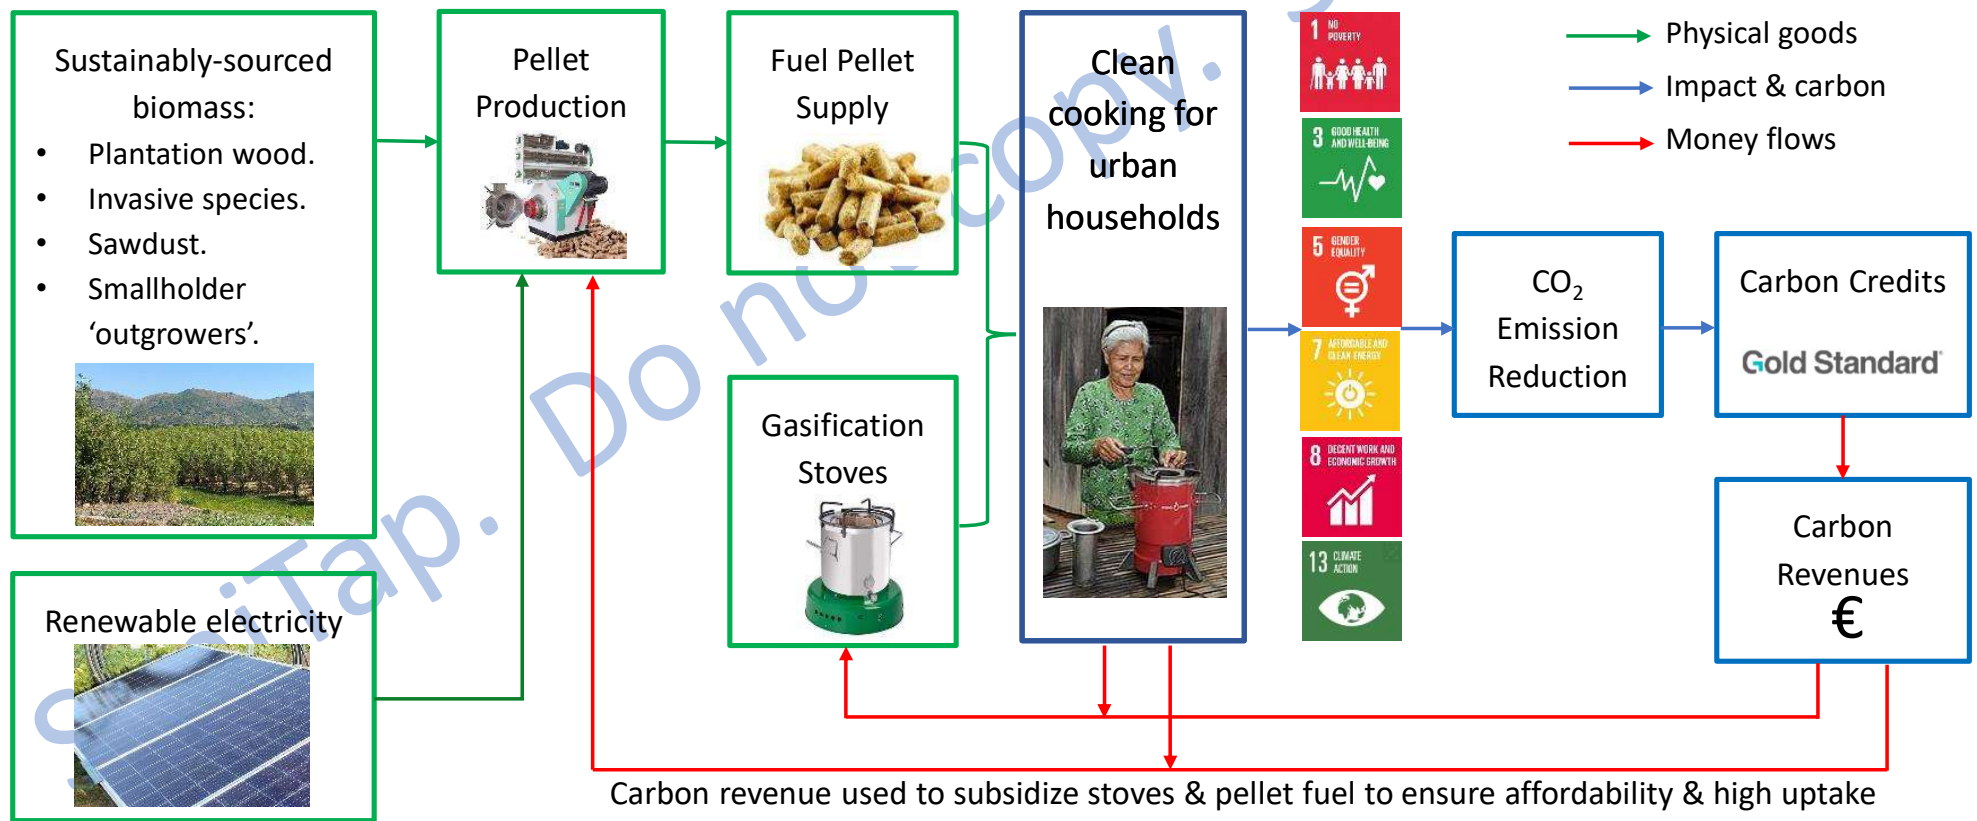 Sustainably-sourced
biomass:
• Plantation wood.
• Invasive species.
• Sawdust.
• Smallholder
‘outgrowers’.
Renewable electricity
Pellet
Production
Fuel Pellet
Supply
Gasification
Stoves
Clean
cooking for
urban
households
1 NO
POVERTY
3 GOOD HEALTH
AND WELL-BEING
5 GENDER
EQUALITY
7 AFFORDABLE AND
CLEAN ENERGY
8 DECENT WORK AND
ECONOMIC GROWTH
13 CLIMATE
ACTION
CO₂
Emission
Reduction
Carbon Credits
Gold Standard
Carbon
Revenues
€
Physical goods
Impact & carbon
Money flows
Carbon revenue used to subsidize stoves & pellet fuel to ensure affordability & high uptake
Do not copy.